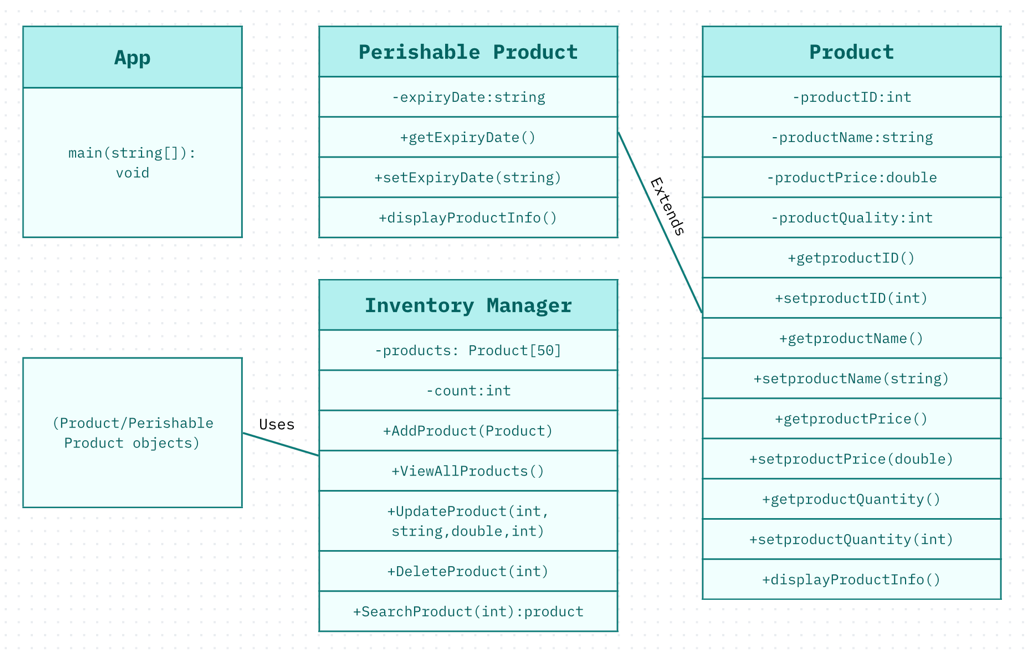 App
main(string[]):
void
Perishable Product
-expiryDate:string
+getExpiryDate()
+setExpiryDate(string)
+displayProductInfo()
Extends
Product
-productID:int
-productName:string
-productPrice:double
-productQuality:int
+getproductID()
+setproductID(int)
+getproductName()
+setproductName(string)
+getproductPrice()
+setproductPrice(double)
+getproductQuantity()
+setproductQuantity(int)
+displayProductInfo()
(Product/Perishable
Product objects)
Uses
Inventory Manager
-products: Product[50]
-count:int
+AddProduct(Product)
+ViewAllProducts()
+UpdateProduct(int,
string,double,int)
+DeleteProduct(int)
+SearchProduct(int):product